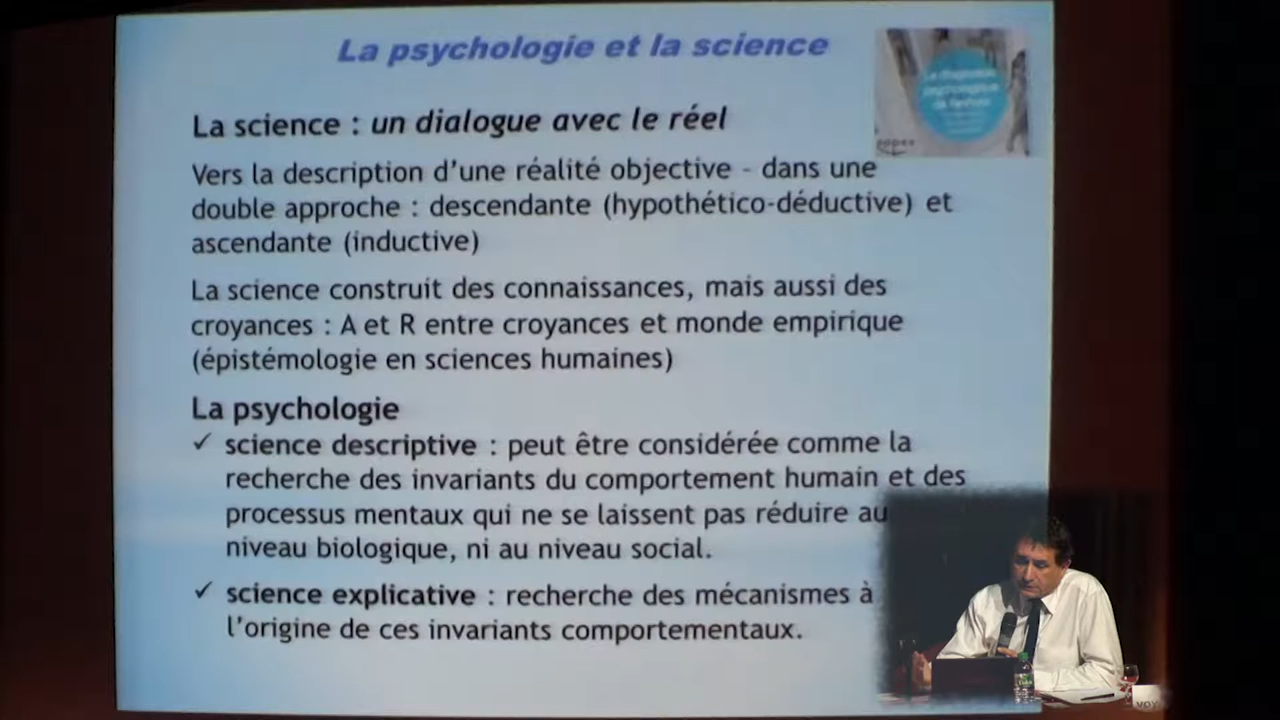 La psychologie et la science
La science : un dialogue avec le réel
Vers la description d'une réalité objective - dans une
double approche : descendante (hypothético-déductive) et
ascendante (inductive)
La science construit des connaissances, mais aussi des
croyances : A et R entre croyances et monde empirique
(épistémologie en sciences humaines)
La psychologie
✓ science descriptive : peut être considérée comme la
recherche des invariants du comportement humain et des
processus mentaux qui ne se laissent pas réduire au
niveau biologique, ni au niveau social.
✓ science explicative : recherche des mécanismes à
l'origine de ces invariants comportementaux.